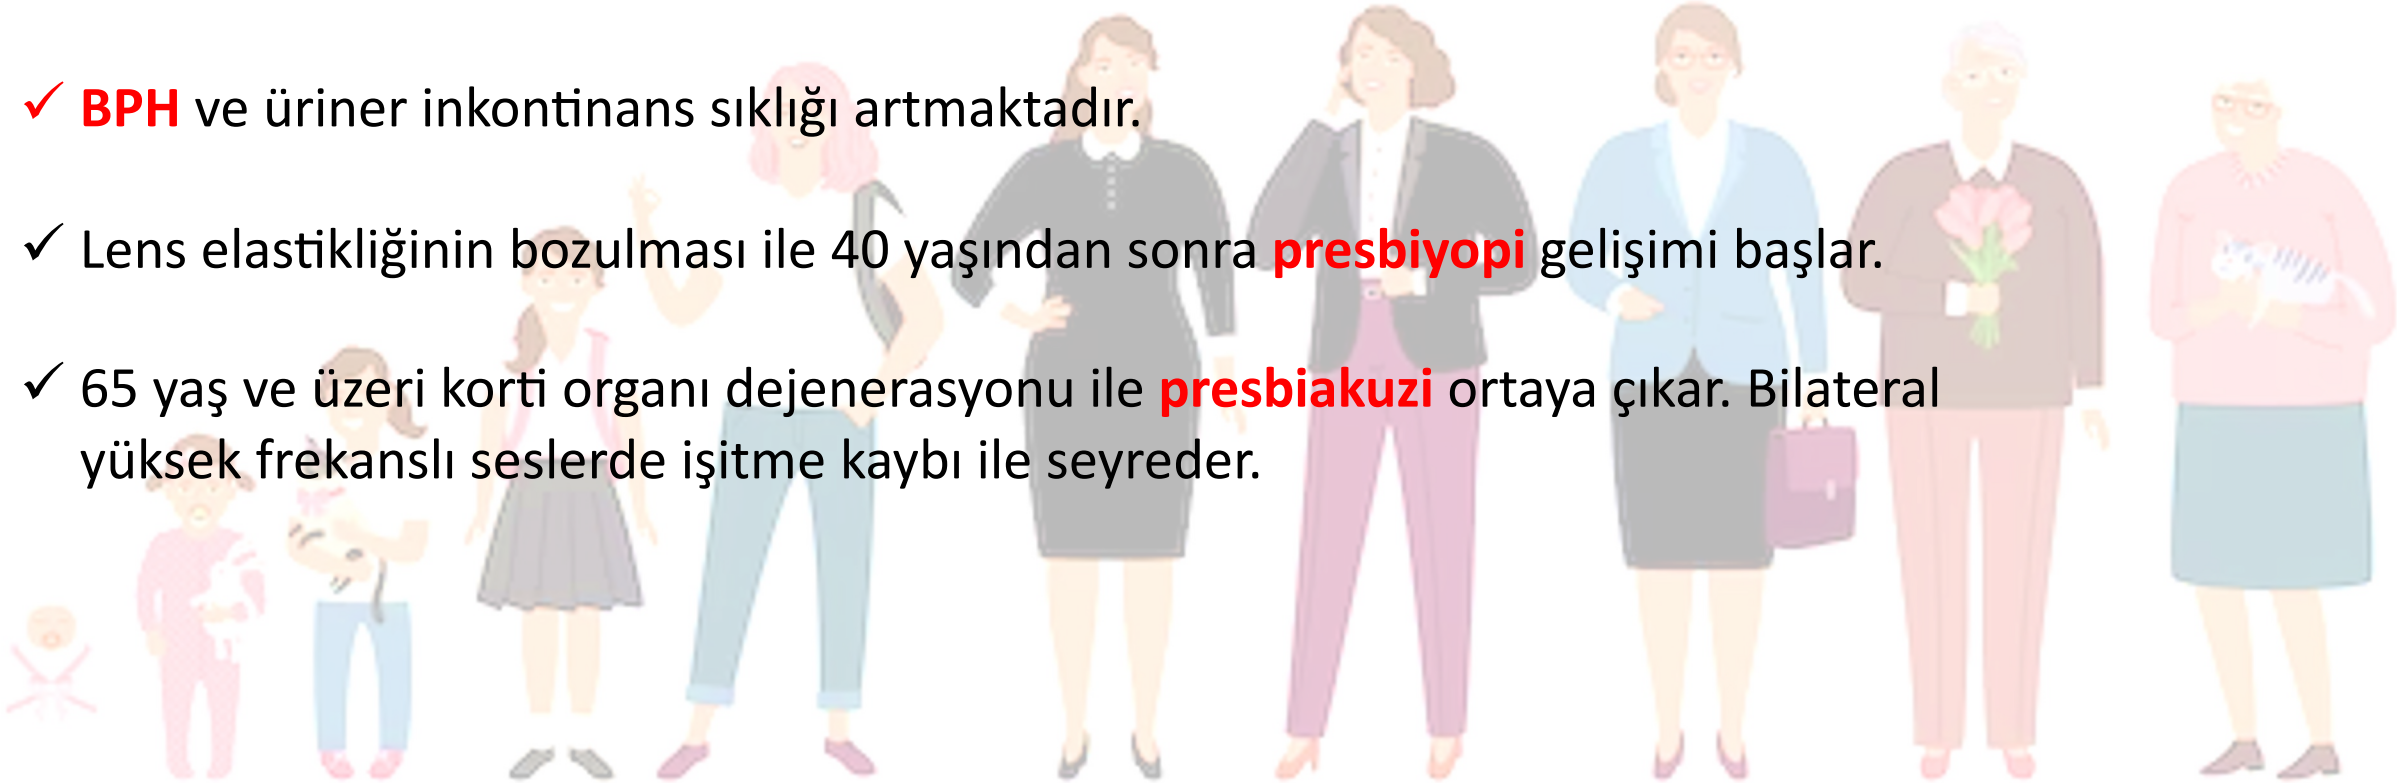 ✓ BPH ve üriner inkontinans sıklığı artmaktadır.
✓ Lens elastikliğinin bozulması ile 40 yaşından sonra presbiyopi gelişimi başlar.
✓ 65 yaş ve üzeri korti organı dejenerasyonu ile presbiakuzi ortaya çıkar. Bilateral
yüksek frekanslı seslerde işitme kaybı ile seyreder.